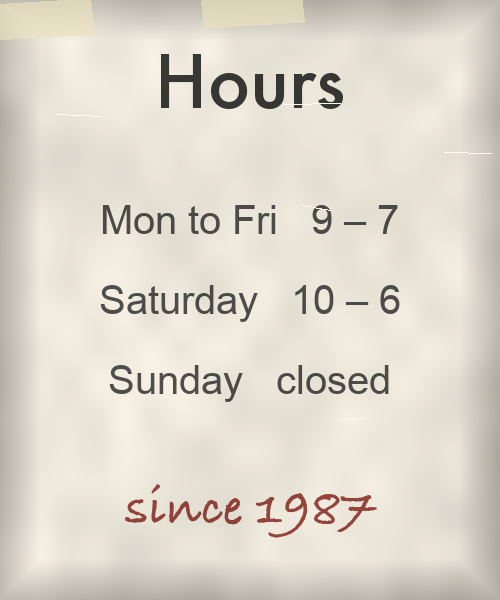 Hours
Mon to Fri 9 – 7
Saturday 10 – 6
Sunday closed
since 1987